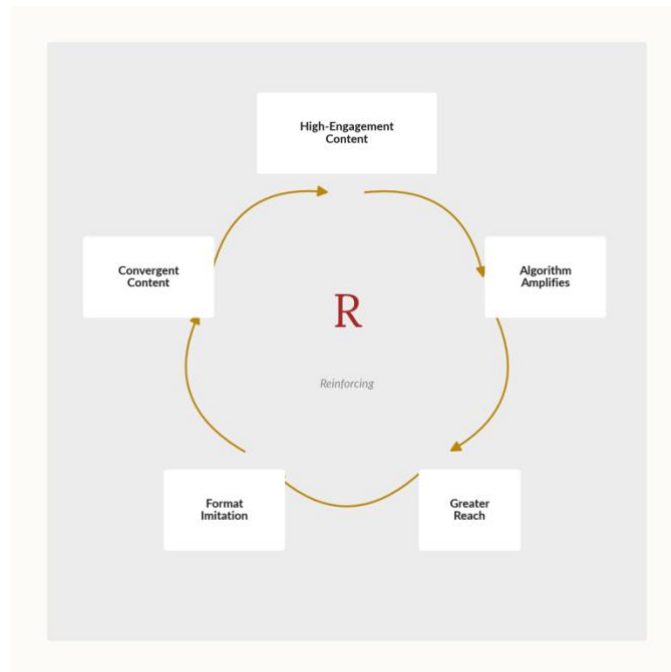 High-Engagement
Content
Convergent
Content
Algorithm
Amplifies
R
Reinforcing
Format
Imitation
Greater
Reach